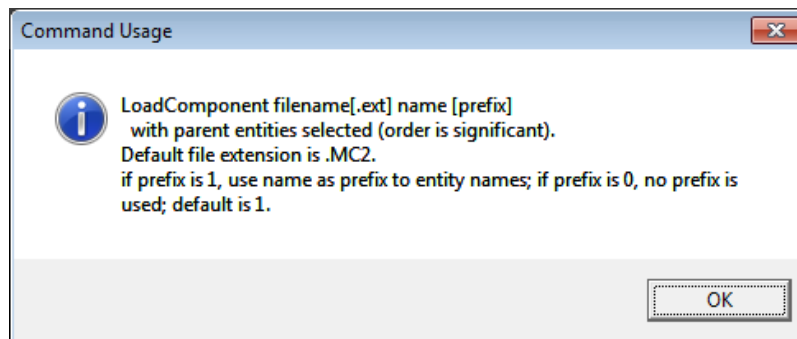 Command Usage
LoadComponent filename[.ext] name [prefix]
with parent entities selected (order is significant).
Default file extension is .MC2.
if prefix is 1, use name as prefix to entity names; if prefix is 0, no prefix is
used; default is 1.
OK